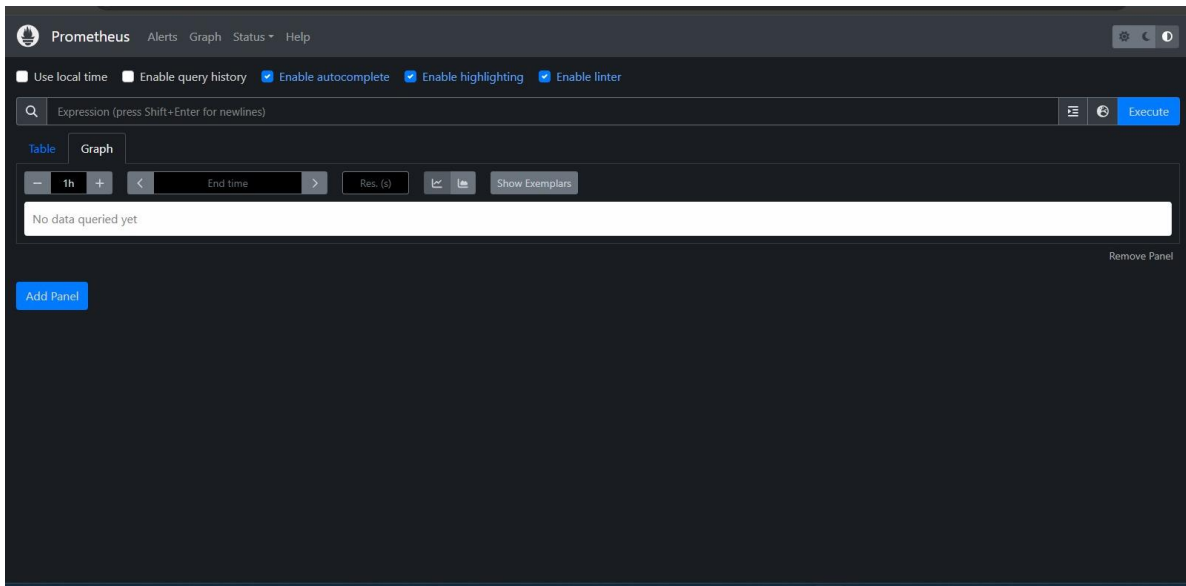 Prometheus Alerts Graph Status Help
Use local time Enable query history Enable autocomplete Enable highlighting Enable linter
Expression (press Shift+Enter for newlines) Execute
Table Graph
1h End time Res. (s) Show Exemplars
No data queried yet
Remove Panel
Add Panel